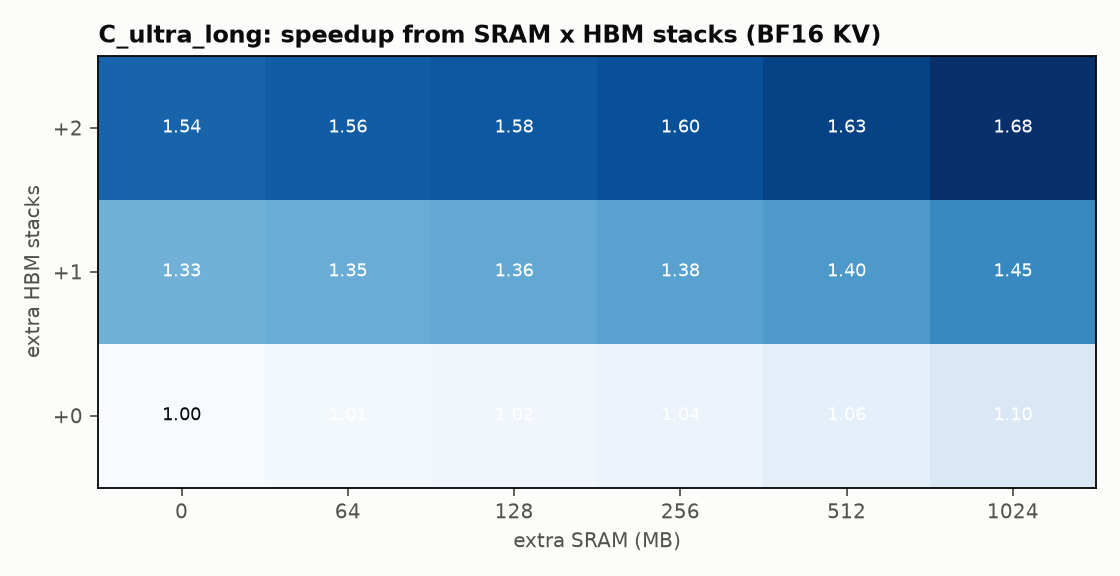 C_ultra_long: speedup from SRAM x HBM stacks (BF16 KV)
extra HBM stacks
+2 1.54 1.56 1.58 1.60 1.63 1.68
+1 1.33 1.35 1.36 1.38 1.40 1.45
+0 1.00 1.01 1.02 1.04 1.06 1.10
0 64 128 256 512 1024
extra SRAM (MB)